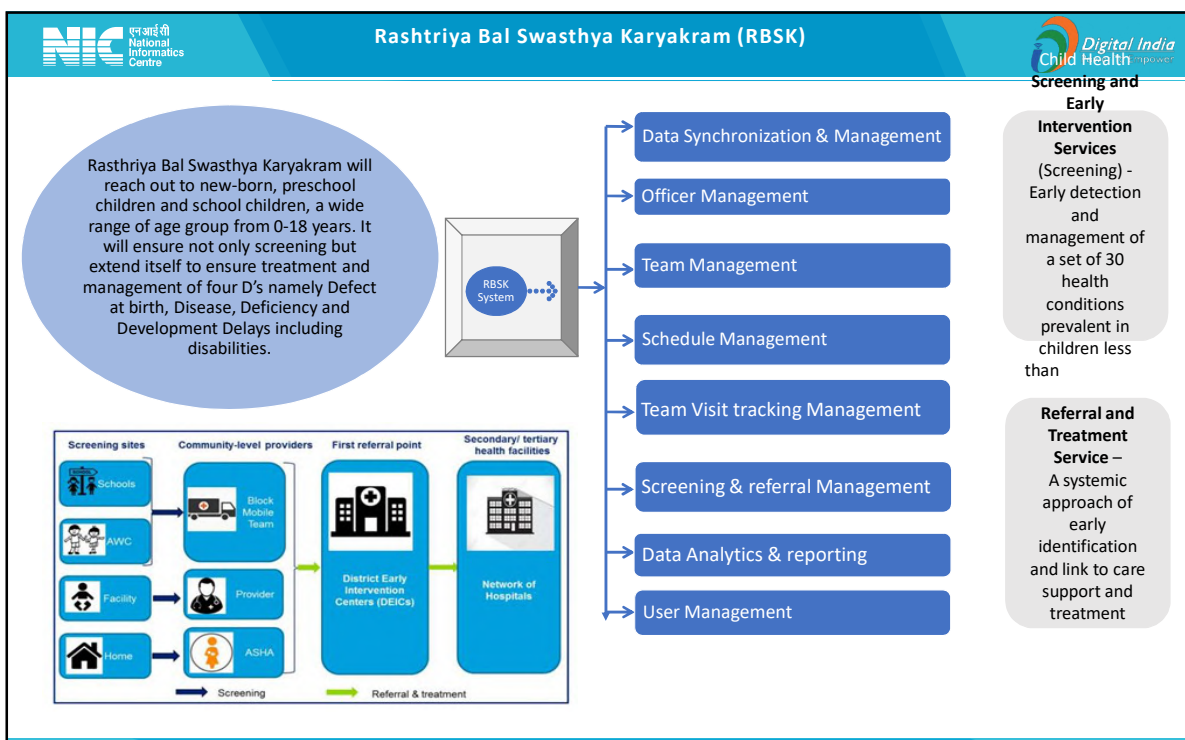 एनआईसी
NIC National
Informatics
Centre
Rashtriya Bal Swasthya Karyakram (RBSK)
Digital India
Child Health
mpower
Rasthriya Bal Swasthya Karyakram will
reach out to new-born, preschool
children and school children, a wide
range of age group from 0-18 years. It
will ensure not only screening but
extend itself to ensure treatment and
management of four D’s namely Defect
at birth, Disease, Deficiency and
Development Delays including
disabilities.
RBSK
System
Data Synchronization & Management
Officer Management
Team Management
Schedule Management
Team Visit tracking Management
Screening & referral Management
Data Analytics & reporting
User Management
Screening and
Early
Intervention
Services
(Screening) -
Early detection
and
management of
a set of 30
health
conditions
prevalent in
children less
than
Referral and
Treatment
Service –
A systemic
approach of
early
identification
and link to care
support and
treatment
Screening sites
Community-level providers
First referral point
Secondary/ tertiary
health facilities
Schools
AWC
Facility
Home
Block
Mobile
Team
Provider
ASHA
District Early
Intervention
Centers (DEICs)
Network of
Hospitals
Screening
Referral & treatment